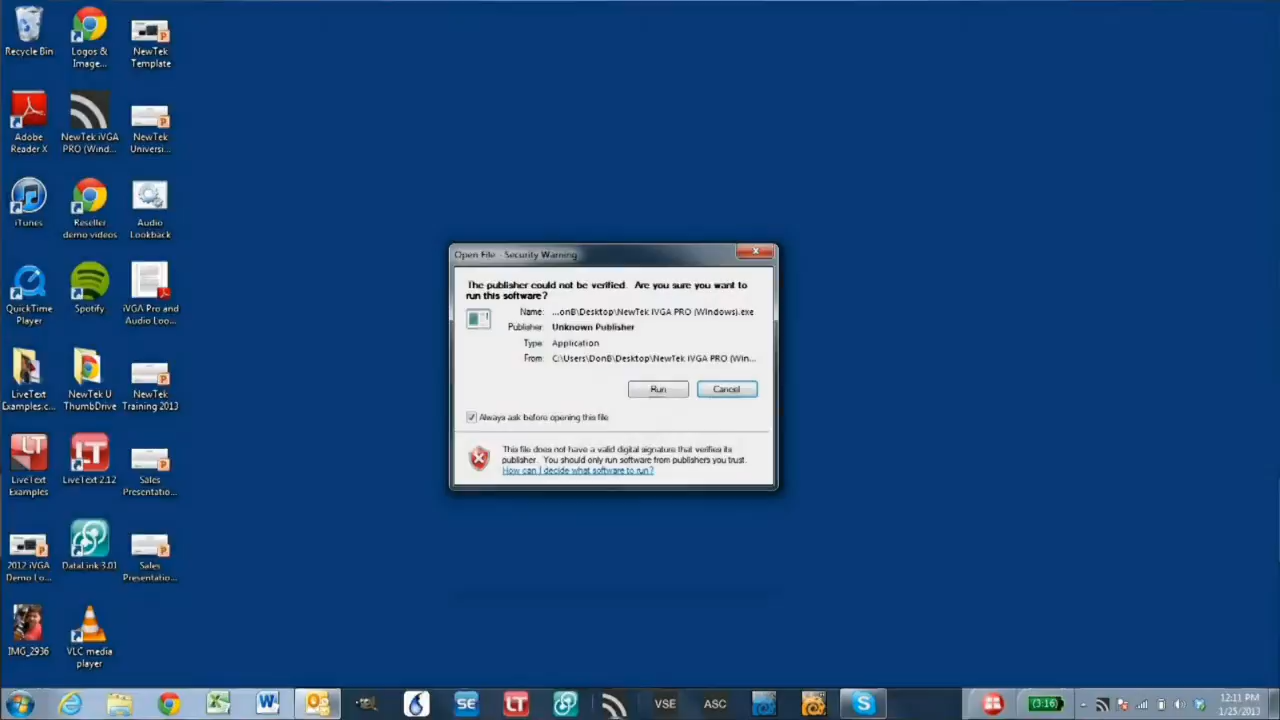 Recycle Bin
Logos &
Image...
NewTek
Template
Adobe
Reader X
NewTek iVGA
PRO (Wind...
NewTek
Universi...
iTunes
Reseller
demo videos
Audio
Lookback
QuickTime
Player
Spotify
iVGA Pro and
Audio Loo...
LiveText
Examples.c...
NewTek U
ThumbDrive
NewTek
Training 2013
LT
LiveText
Examples
LT
LiveText 2.12
Sales
Presentatio...
2012 iVGA
Demo Lo...
DataLink 3.01
Sales
Presentatio...
IMG_2936
VLC media
player
Open File - Security Warning
The publisher could not be verified. Are you sure you want to
run this software?
Name: ...onB\Desktop\NewTek iVGA PRO (Windows).exe
Publisher: Unknown Publisher
Type: Application
From: C:\Users\DonB\Desktop\NewTek iVGA PRO (Win...
Run
Cancel
Always ask before opening this file
This file does not have a valid digital signature that verifies its
publisher. You should only run software from publishers you trust.
How can I decide what software to run?
SE
LT
VSE
ASC
(3:16)
12:11 PM
1/25/2013